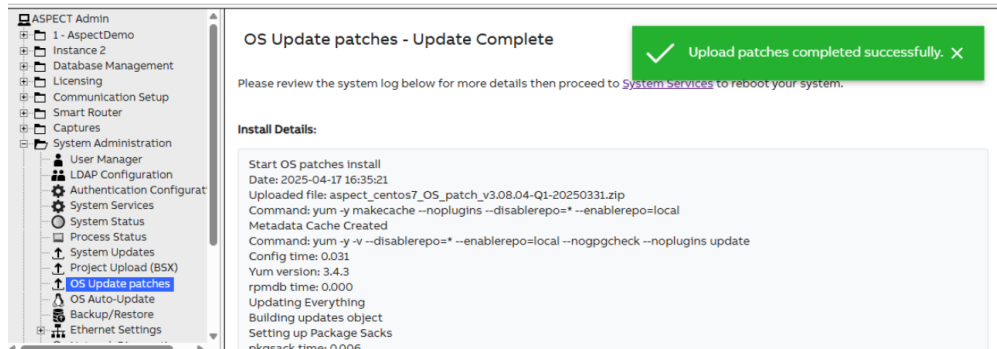 ASPECT Admin
1 - AspectDemo
Instance 2
Database Management
Licensing
Communication Setup
Smart Router
Captures
System Administration
User Manager
LDAP Configuration
Authentication Configurat
System Services
System Status
Process Status
System Updates
Project Upload (BSX)
OS Update patches
OS Auto-Update
Backup/Restore
Ethernet Settings
OS Update patches - Update Complete
Upload patches completed successfully.
Please review the system log below for more details then proceed to System Services to reboot your system.
Install Details:
Start OS patches install
Date: 2025-04-17 16:35:21
Uploaded file: aspect_centos7_OS_patch_v3.08.04-Q1-20250331.zip
Command: yum -y makecache --noplugins --disablerepo=* --enablerepo=local
Metadata Cache Created
Command: yum -y -v --disablerepo=* --enablerepo=local --nogpgcheck --noplugins update
Config time: 0.031
Yum version: 3.4.3
rpmdb time: 0.000
Updating Everything
Building updates object
Setting up Package Sacks
pkgsack time: 0.006